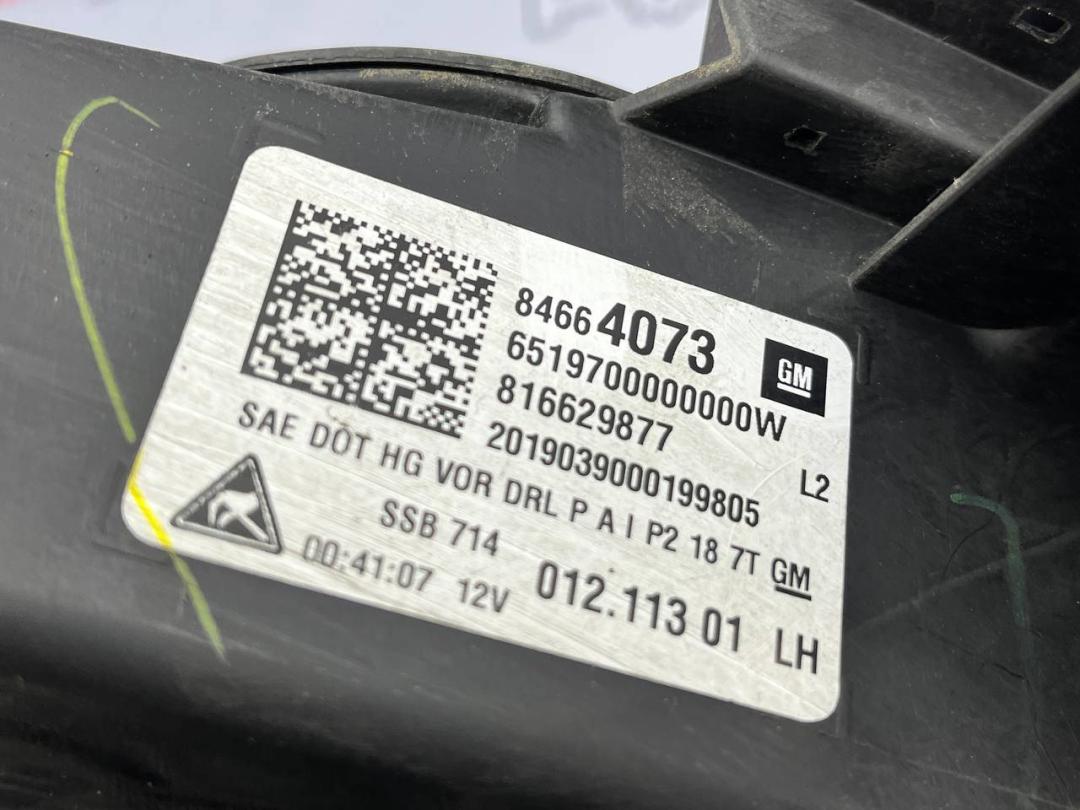 84664073
GM
651970000000W
816629877
2019039000199805
L2
SAE DOT HG VOR DRL P A I P2 18 7T GM
SSB 714
00:41:07 12V
012.113 01 LH